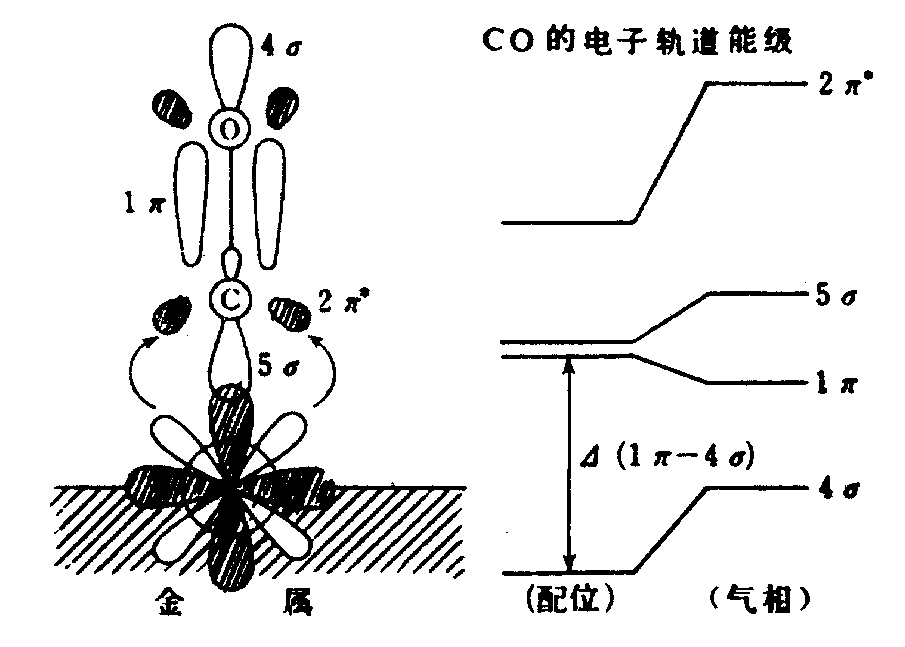 CO的电子轨道能级
4σ
O
1π
C
2π*
5σ
金属
2π*
5σ
1π
Δ(1π-4σ)
4σ
(配位)
(气相)